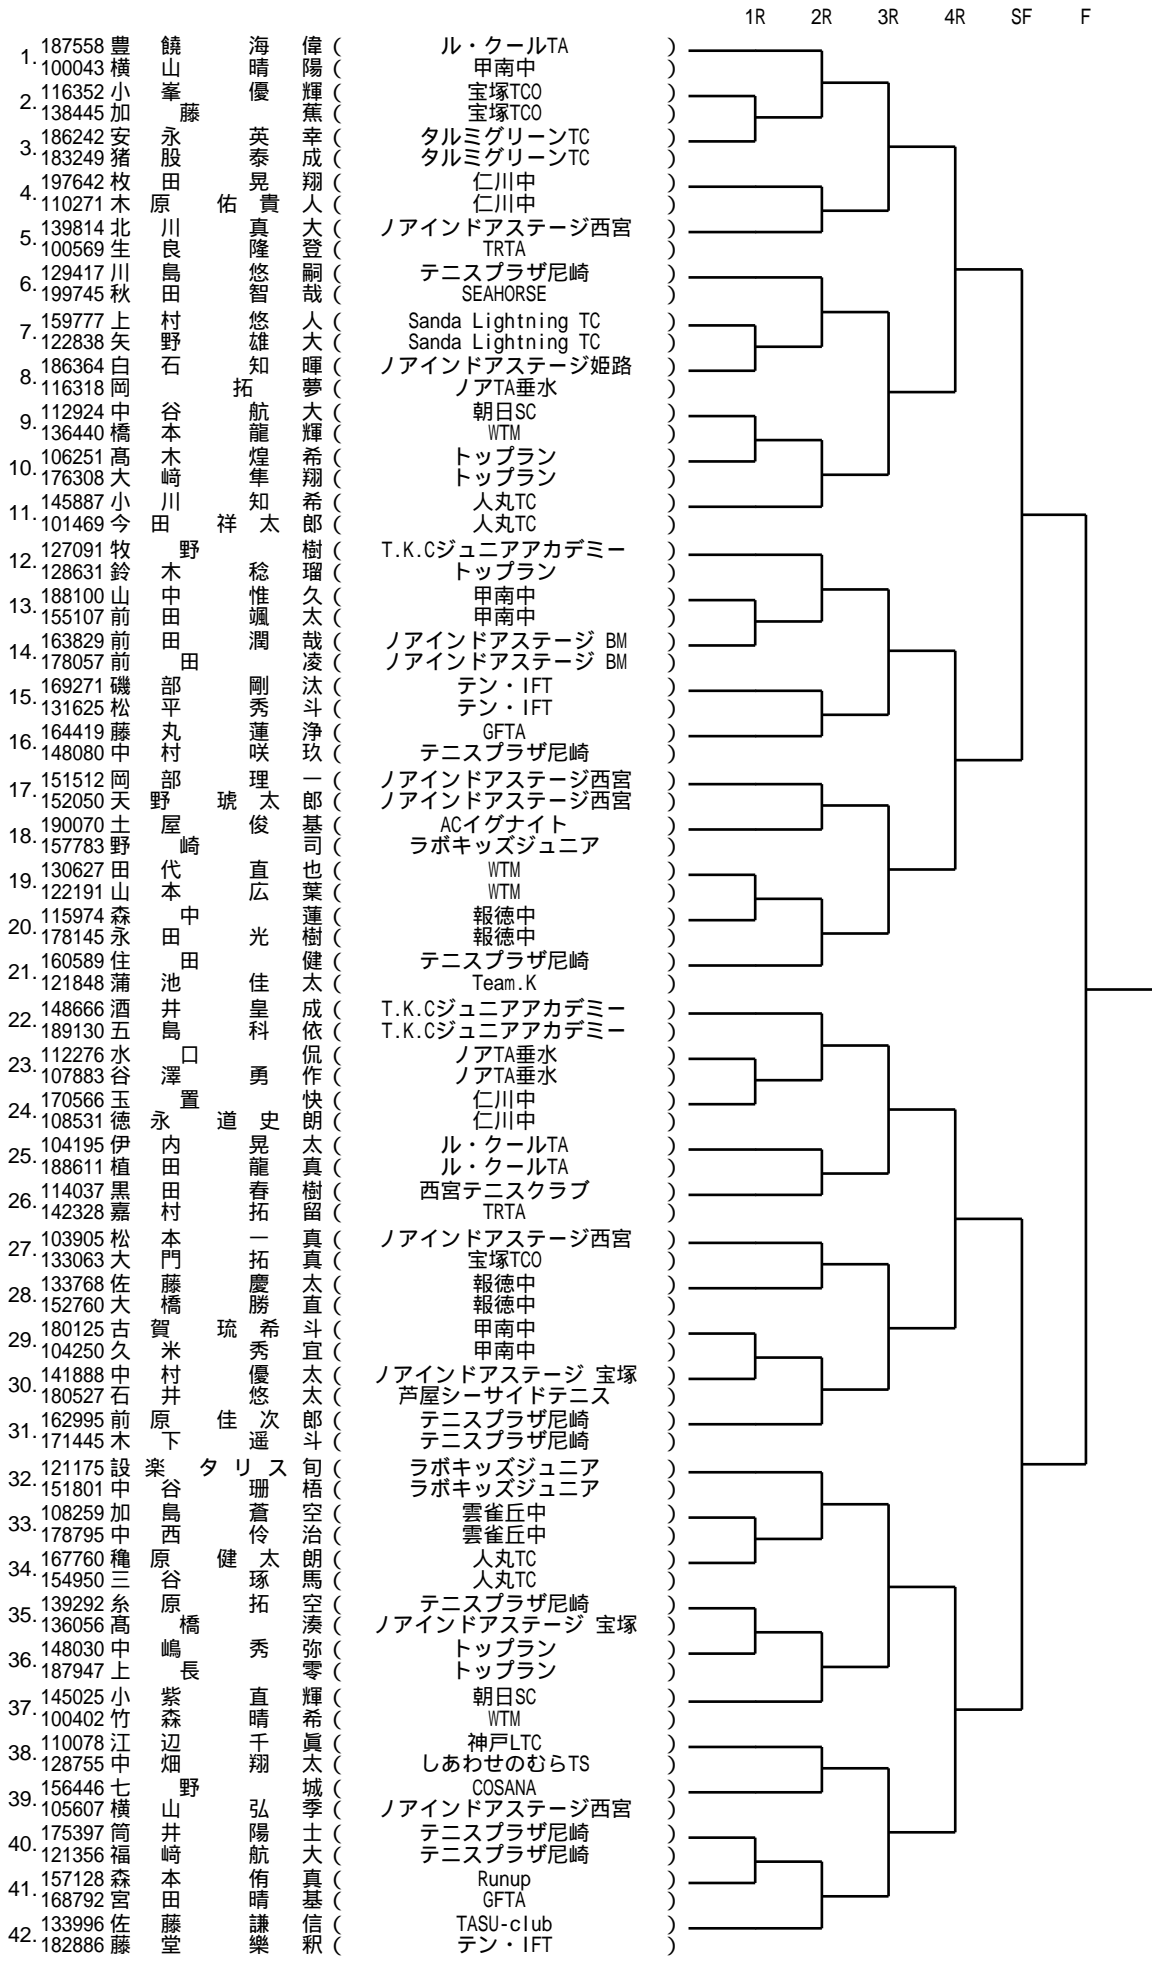 1R 2R 3R 4R SF F
1. 187558 豊 饒 海 偉 ( ル・クールTA )
100043 横 山 晴 陽 ( 甲南中 )
2. 116352 小 峯 優 輝 ( 宝塚TCO )
138445 加 藤 蕉 ( 宝塚TCO )
3. 186242 安 永 英 幸 ( タルミグリーンTC )
183249 猪 股 泰 成 ( タルミグリーンTC )
4. 197642 枚 田 晃 翔 ( 仁川中 )
110271 木 原 佑 貴 人 ( 仁川中 )
5. 139814 北 川 真 大 ( ノアインドアステージ西宮 )
100569 生 良 隆 登 ( TRTA )
6. 129417 川 島 悠 嗣 ( テニスプラザ尼崎 )
199745 秋 田 智 哉 ( SEAHORSE )
7. 159777 上 村 悠 人 ( Sanda Lightning TC )
122838 矢 野 雄 大 ( Sanda Lightning TC )
8. 186364 白 石 知 暉 ( ノアインドアステージ姫路 )
116318 岡 拓 夢 ( ノアTA垂水 )
9. 112924 中 谷 航 大 ( 朝日SC )
136440 橋 本 龍 輝 ( WTM )
10. 106251 髙 木 煌 希 ( トップラン )
176308 大 﨑 隼 翔 ( トップラン )
11. 145887 小 川 知 希 ( 人丸TC )
101469 今 田 祥 太 郎 ( 人丸TC )
12. 127091 牧 野 樹 ( T.K.Cジュニアアカデミー )
128631 鈴 木 稔 瑠 ( トップラン )
13. 188100 山 中 惟 久 ( 甲南中 )
155107 前 田 颯 太 ( 甲南中 )
14. 163829 前 田 潤 哉 ( ノアインドアステージ BM )
178057 前 田 凌 ( ノアインドアステージ BM )
15. 169271 磯 部 剛 汰 ( テン・IFT )
131625 松 平 秀 斗 ( テン・IFT )
16. 164419 藤 丸 蓮 浄 ( GFTA )
148080 中 村 咲 玖 ( テニスプラザ尼崎 )
17. 151512 岡 部 理 一 ( ノアインドアステージ西宮 )
152050 天 野 琥 太 郎 ( ノアインドアステージ西宮 )
18. 190070 土 屋 俊 基 ( ACイグナイト )
157783 野 崎 司 ( ラボキッズジュニア )
19. 130627 田 代 直 也 ( WTM )
122191 山 本 広 葉 ( WTM )
20. 115974 森 中 蓮 ( 報徳中 )
178145 永 田 光 樹 ( 報徳中 )
21. 160589 住 田 健 ( テニスプラザ尼崎 )
121848 蒲 池 佳 太 ( Team.K )
22. 148666 酒 井 皇 成 ( T.K.Cジュニアアカデミー )
189130 五 島 科 依 ( T.K.Cジュニアアカデミー )
23. 112276 水 口 侃 ( ノアTA垂水 )
107883 谷 澤 勇 作 ( ノアTA垂水 )
24. 170566 玉 置 快 ( 仁川中 )
108531 徳 永 道 史 朗 ( 仁川中 )
25. 104195 伊 内 晃 太 ( ル・クールTA )
188611 植 田 龍 真 ( ル・クールTA )
26. 114037 黒 田 春 樹 ( 西宮テニスクラブ )
142328 嘉 村 拓 留 ( TRTA )
27. 103905 松 本 一 真 ( ノアインドアステージ西宮 )
133063 大 門 拓 真 ( 宝塚TCO )
28. 133768 佐 藤 慶 太 ( 報徳中 )
152760 大 橋 勝 直 ( 報徳中 )
29. 180125 古 賀 琉 希 斗 ( 甲南中 )
104250 久 米 秀 宜 ( 甲南中 )
30. 141888 中 村 優 太 ( ノアインドアステージ 宝塚 )
180527 石 井 悠 太 ( 芦屋シーサイドテニス )
31. 162995 前 原 佳 次 郎 ( テニスプラザ尼崎 )
171445 木 下 遥 斗 ( テニスプラザ尼崎 )
32. 121175 設 楽 タ リ ス 旬 ( ラボキッズジュニア )
151801 中 谷 珊 梧 ( ラボキッズジュニア )
33. 108259 加 島 蒼 空 ( 雲雀丘中 )
178795 中 西 伶 治 ( 雲雀丘中 )
34. 167760 穐 原 健 太 朗 ( 人丸TC )
154950 三 谷 琢 馬 ( 人丸TC )
35. 139292 糸 原 拓 空 ( テニスプラザ尼崎 )
136056 髙 橋 湊 ( ノアインドアステージ 宝塚 )
36. 148030 中 嶋 秀 弥 ( トップラン )
187947 上 長 零 ( トップラン )
37. 145025 小 紫 直 輝 ( 朝日SC )
100402 竹 森 晴 希 ( WTM )
38. 110078 江 辺 千 眞 ( 神戸LTC )
128755 中 畑 翔 太 ( しあわせのむらTS )
39. 156446 七 野 城 ( COSANA )
105607 横 山 弘 季 ( ノアインドアステージ西宮 )
40. 175397 筒 井 陽 士 ( テニスプラザ尼崎 )
121356 福 﨑 航 大 ( テニスプラザ尼崎 )
41. 157128 森 本 侑 真 ( Runup )
168792 宮 田 晴 基 ( GFTA )
42. 133996 佐 藤 謙 信 ( TASU-club )
182886 藤 堂 樂 釈 ( テン・IFT )